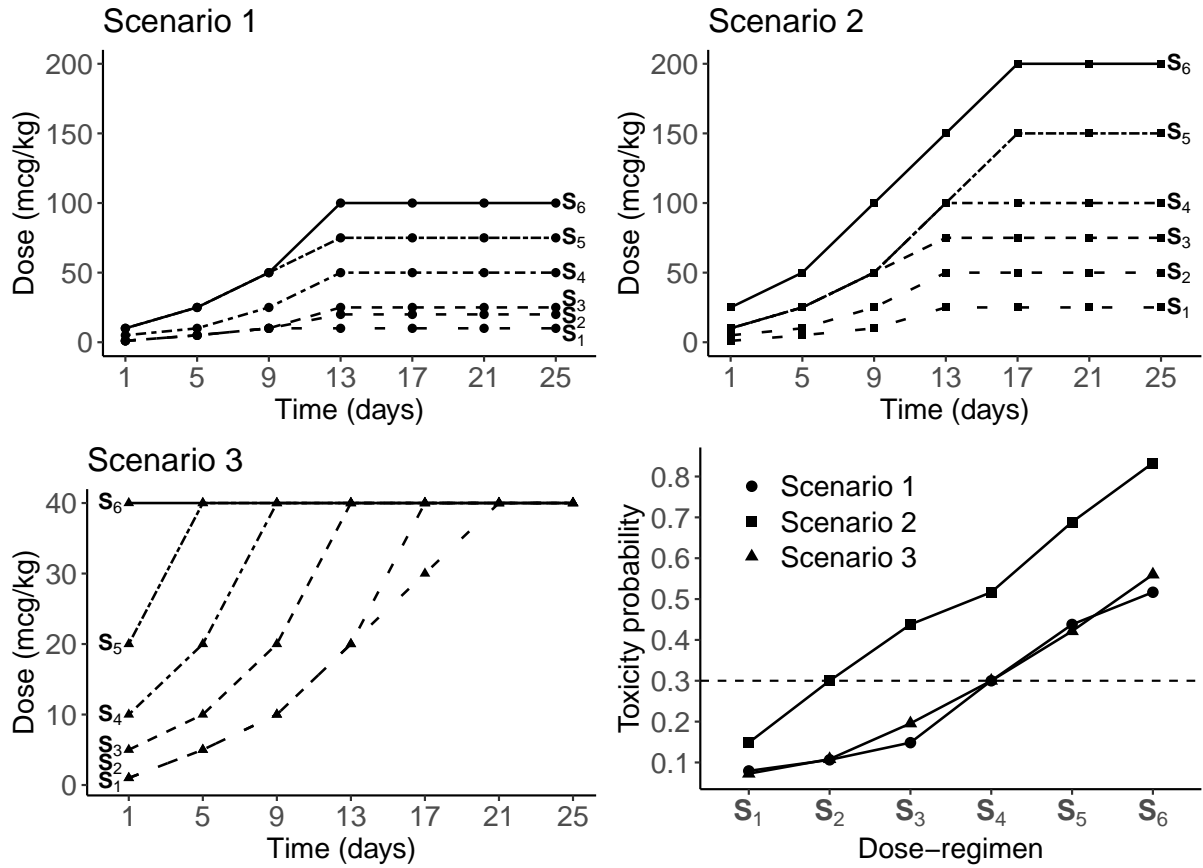 Scenario 1
Dose (mcg/kg)
200
150
100
50
0
S₆
S₅
S₄
S₃
S₂
S₁
1 5 9 13 17 21 25
Time (days)
Scenario 2
Dose (mcg/kg)
200
150
100
50
0
S₆
S₅
S₄
S₃
S₂
S₁
1 5 9 13 17 21 25
Time (days)
Scenario 3
Dose (mcg/kg)
40
30
20
10
0
S₆
S₅
S₄
S₃
S₂
S₁
1 5 9 13 17 21 25
Time (days)
Toxicity probability
0.8
0.7
0.6
0.5
0.4
0.3
0.2
0.1
Scenario 1
Scenario 2
Scenario 3
S₁ S₂ S₃ S₄ S₅ S₆
Dose−regimen